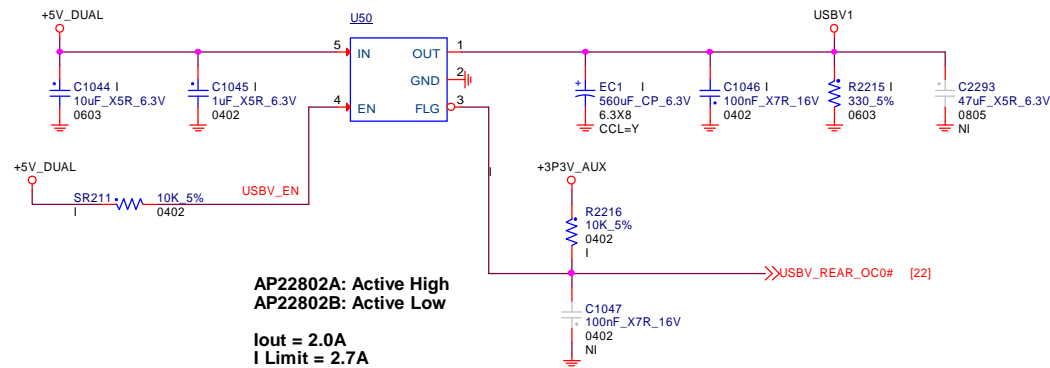 +5V_DUAL
U50
USBV1
5
IN
OUT
1
GND
2
4
EN
FLG
3
C1044 I
10uF_X5R_6.3V
0603
C1045 I
1uF_X5R_6.3V
0402
+
EC1 I
560uF_CP_6.3V
6.3X8
CCL=Y
C1046 I
100nF_X7R_16V
0402
R2215 I
330_5%
0603
C2293
47uF_X5R_6.3V
0805
NI
+5V_DUAL
SR211
I
10K_5%
0402
USBV_EN
I
+3P3V_AUX
R2216
10K_5%
0402
I
USBV_REAR_OC0# [22]
C1047
100nF_X7R_16V
0402
NI
AP22802A: Active High
AP22802B: Active Low
Iout = 2.0A
I Limit = 2.7A